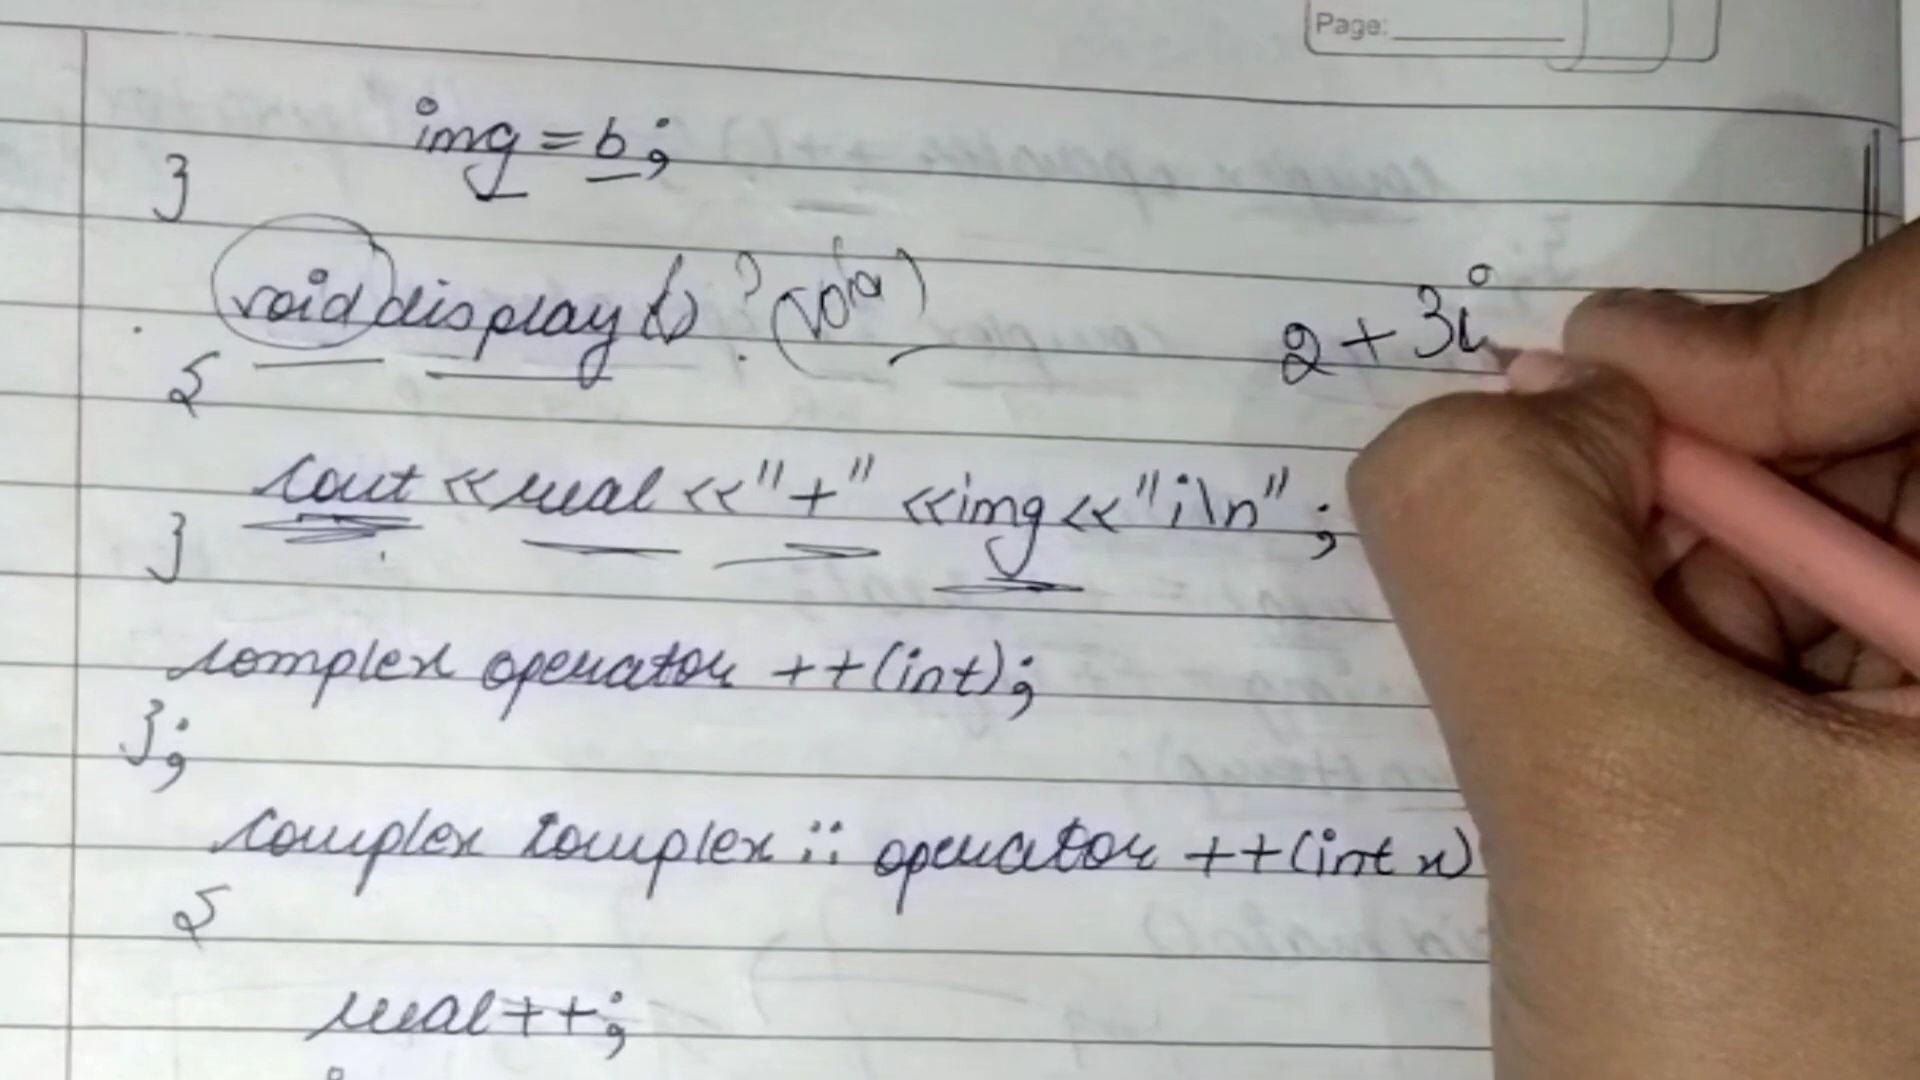 Page:
img = b;
}
void display () ? (void)
2 + 3i
{
cout << real << "+" << img << "i\n";
}
complex operator ++(int);
};
complex complex :: operator ++(int x)
{
real++;